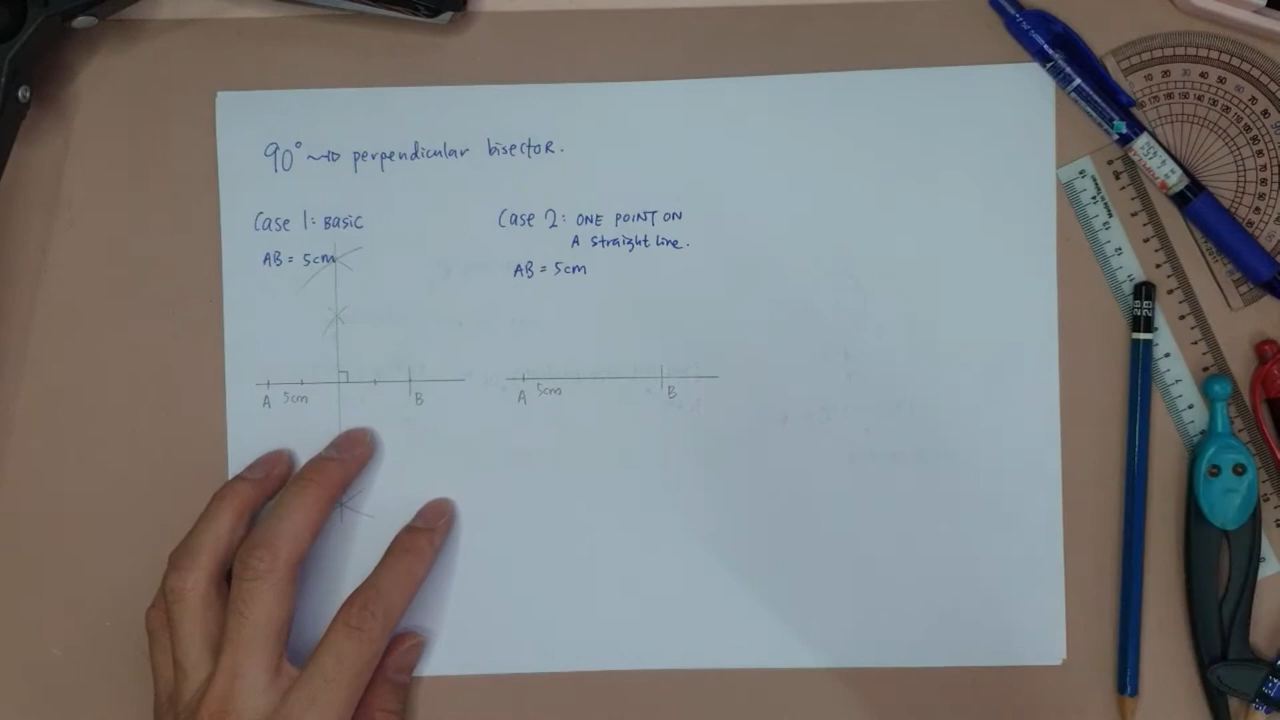 90° ~→ perpendicular bisector.
Case 1: BASIC
AB = 5cm
A 5cm B
Case 2: ONE POINT ON
A straight line.
AB = 5cm
A 5cm B
2B